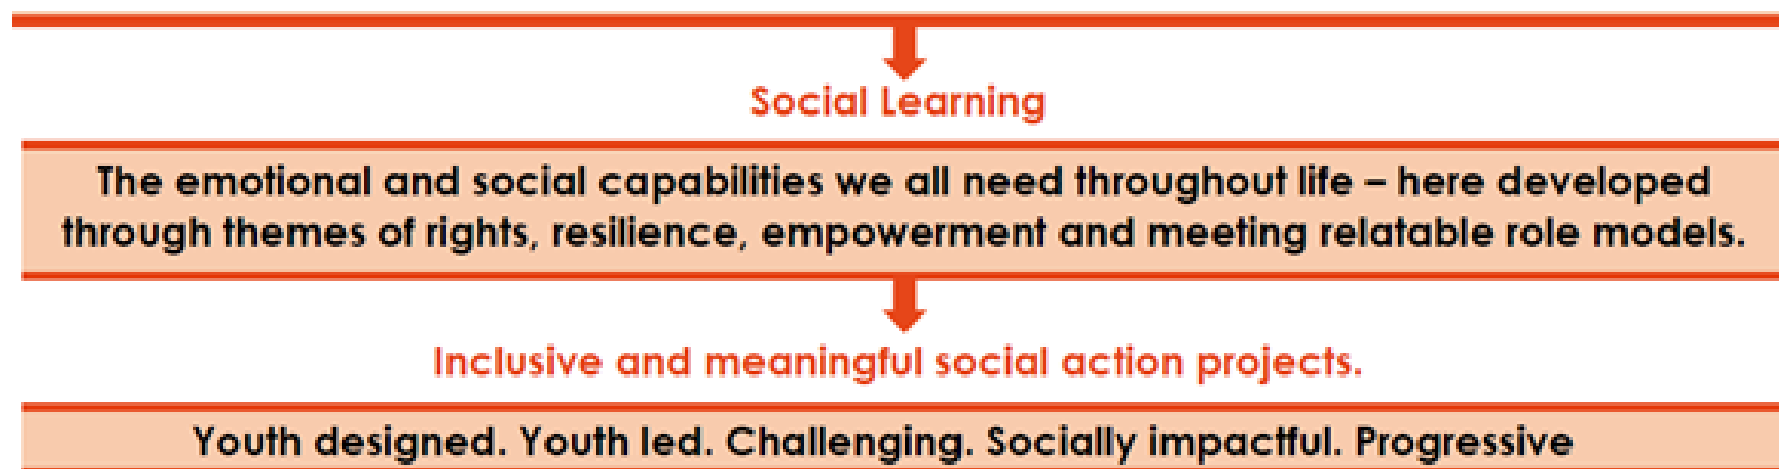 Social Learning
The emotional and social capabilities we all need throughout life – here developed
through themes of rights, resilience, empowerment and meeting relatable role models.
Inclusive and meaningful social action projects.
Youth designed. Youth led. Challenging. Socially impactful. Progressive